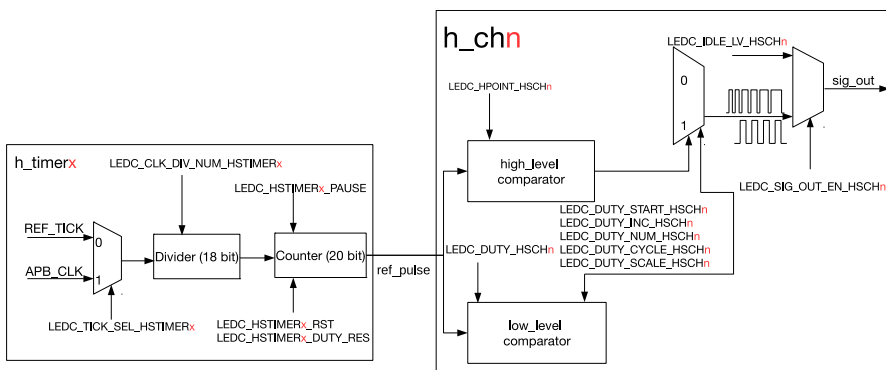 h_chn
LEDC_IDLE_LV_HSCHn
0
1
sig_out
LEDC_HPOINT_HSCHn
high_level
comparator
LEDC_SIG_OUT_EN_HSCHn
LEDC_DUTY_START_HSCHn
LEDC_DUTY_INC_HSCHn
LEDC_DUTY_NUM_HSCHn
LEDC_DUTY_CYCLE_HSCHn
LEDC_DUTY_SCALE_HSCHn
LEDC_DUTY_HSCHn
low_level
comparator
h_timerx
LEDC_CLK_DIV_NUM_HSTIMERx
LEDC_HSTIMERx_PAUSE
REF_TICK
0
APB_CLK
1
Divider (18 bit)
Counter (20 bit)
ref_pulse
LEDC_TICK_SEL_HSTIMERx
LEDC_HSTIMERx_RST
LEDC_HSTIMERx_DUTY_RES